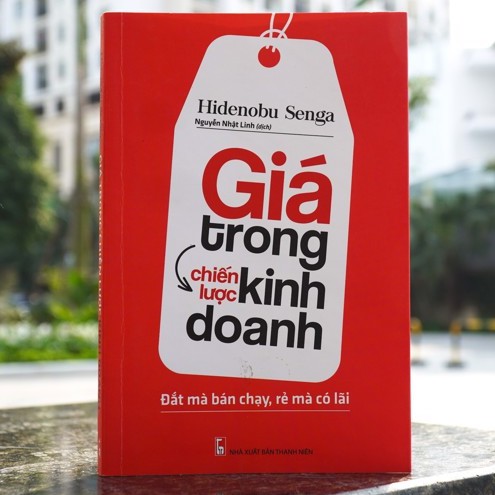 Hidenobu Senga
Nguyễn Nhật Linh (dịch)
Giá
trong
chiến
lược
kinh
doanh
Đắt mà bán chạy, rẻ mà có lãi
NHÀ XUẤT BẢN THANH NIÊN